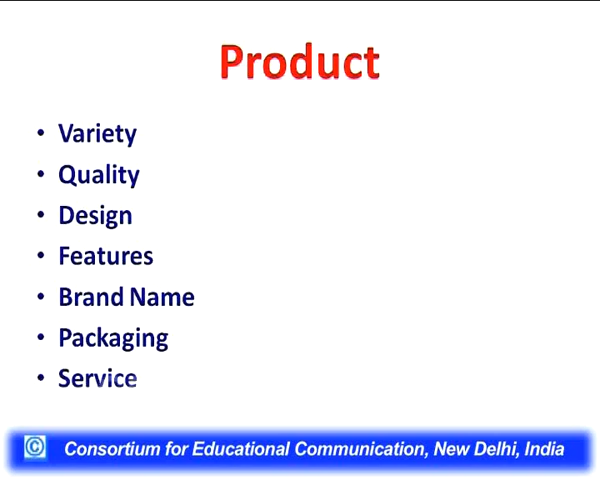 Product
• Variety
• Quality
• Design
• Features
• Brand Name
• Packaging
• Service
© Consortium for Educational Communication, New Delhi, India